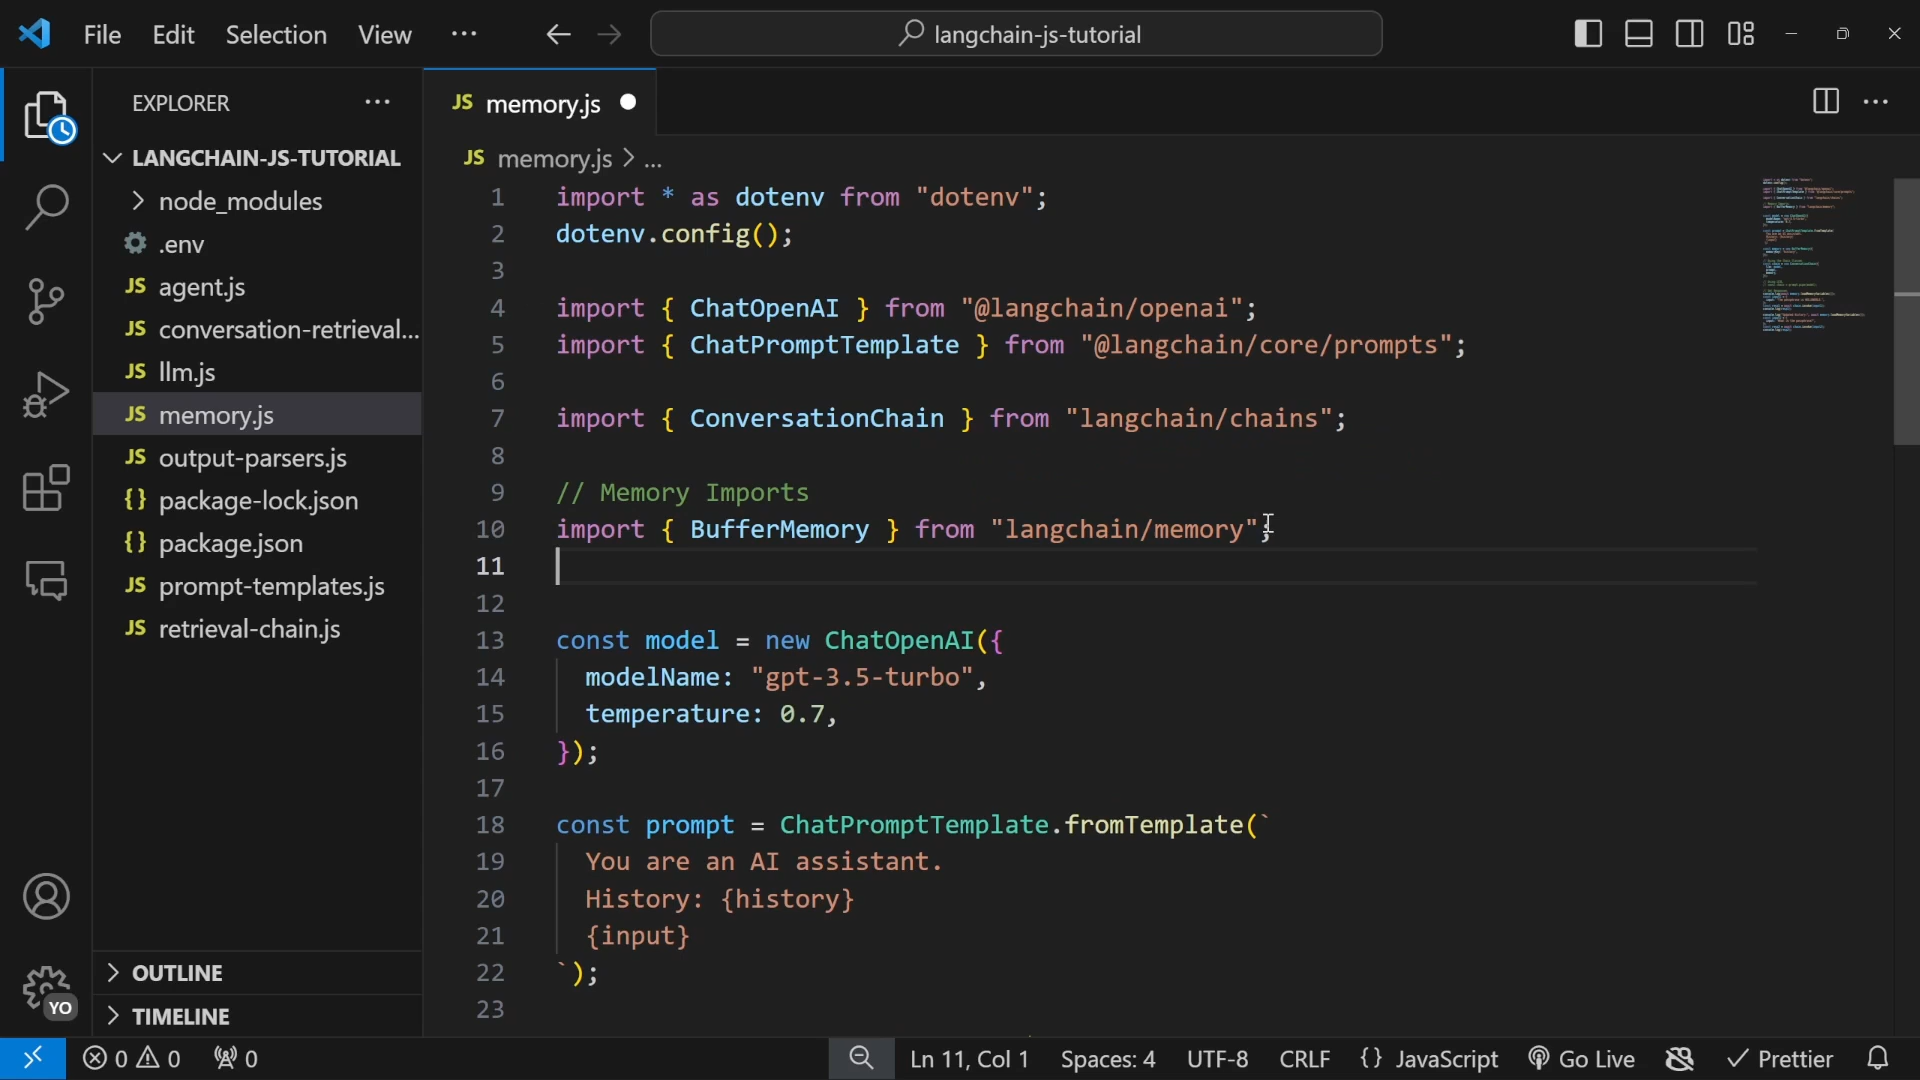 File Edit Selection View ··· langchain-js-tutorial
EXPLORER ···
LANGCHAIN-JS-TUTORIAL
node_modules
.env
JS agent.js
JS conversation-retrieval...
JS llm.js
JS memory.js
JS output-parsers.js
{} package-lock.json
{} package.json
JS prompt-templates.js
JS retrieval-chain.js
OUTLINE
TIMELINE
YO
JS memory.js
JS memory.js > ...
1 import * as dotenv from "dotenv";
2 dotenv.config();
3
4 import { ChatOpenAI } from "@langchain/openai";
5 import { ChatPromptTemplate } from "@langchain/core/prompts";
6
7 import { ConversationChain } from "langchain/chains";
8
9 // Memory Imports
10 import { BufferMemory } from "langchain/memory";
11
12
13 const model = new ChatOpenAI({
14 modelName: "gpt-3.5-turbo",
15 temperature: 0.7,
16 });
17
18 const prompt = ChatPromptTemplate.fromTemplate(`
19 You are an AI assistant.
20 History: {history}
21 {input}
22 `);
23
0 0 0 Ln 11, Col 1 Spaces: 4 UTF-8 CRLF {} JavaScript Go Live Prettier